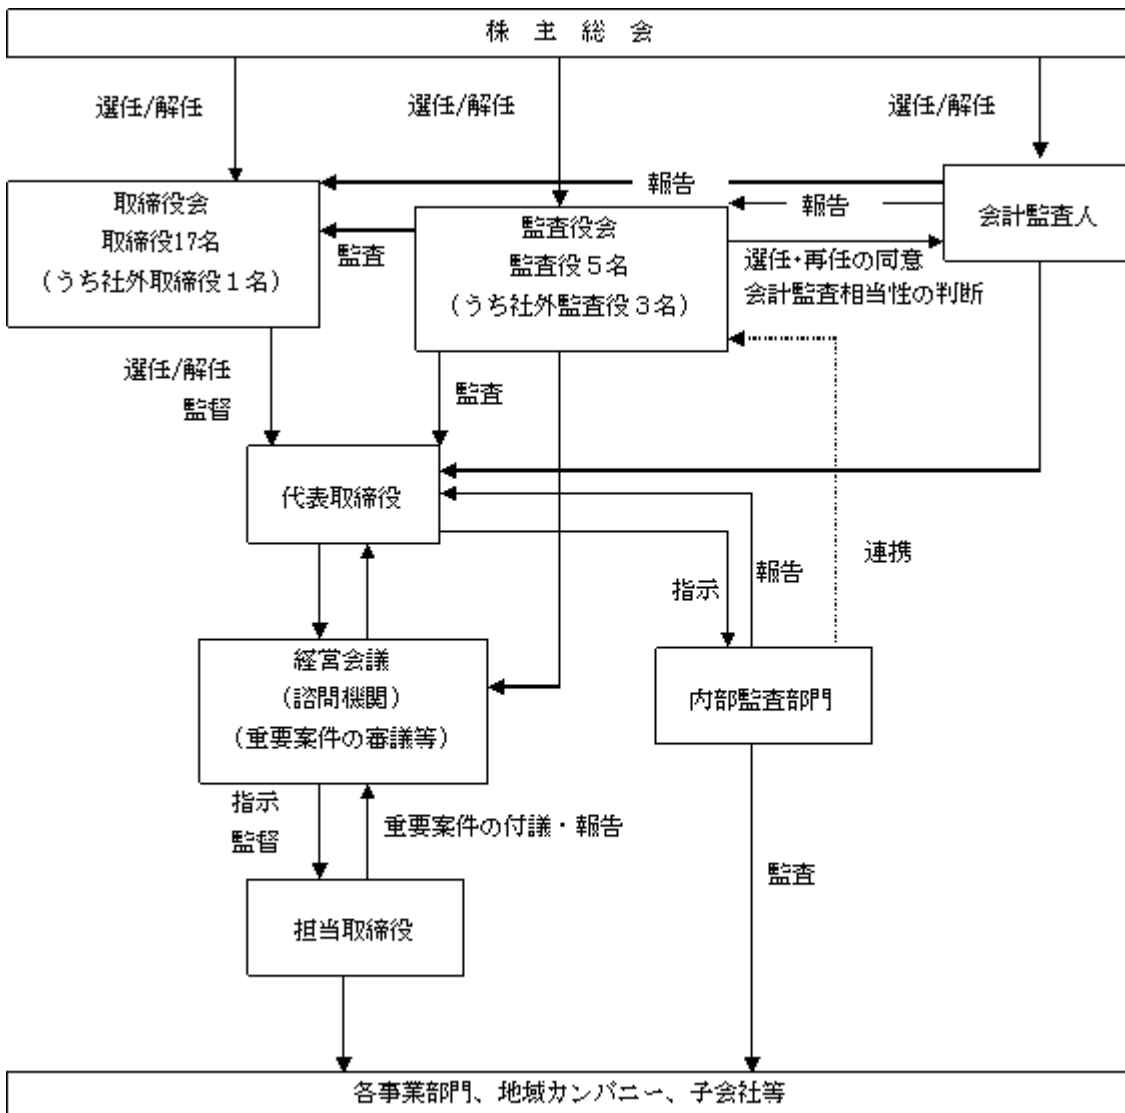 株主総会
選任/解任
選任/解任
選任/解任
報告
取締役会
取締役17名
（うち社外取締役１名）
監査
監査役会
監査役５名
（うち社外監査役３名）
報告
会計監査人
選任・再任の同意
会計監査相当性の判断
選任/解任
監督
監査
代表取締役
指示
報告
連携
経営会議
（諮問機関）
（重要案件の審議等）
内部監査部門
指示
監督
重要案件の付議・報告
監査
担当取締役
各事業部門、地域カンパニー、子会社等